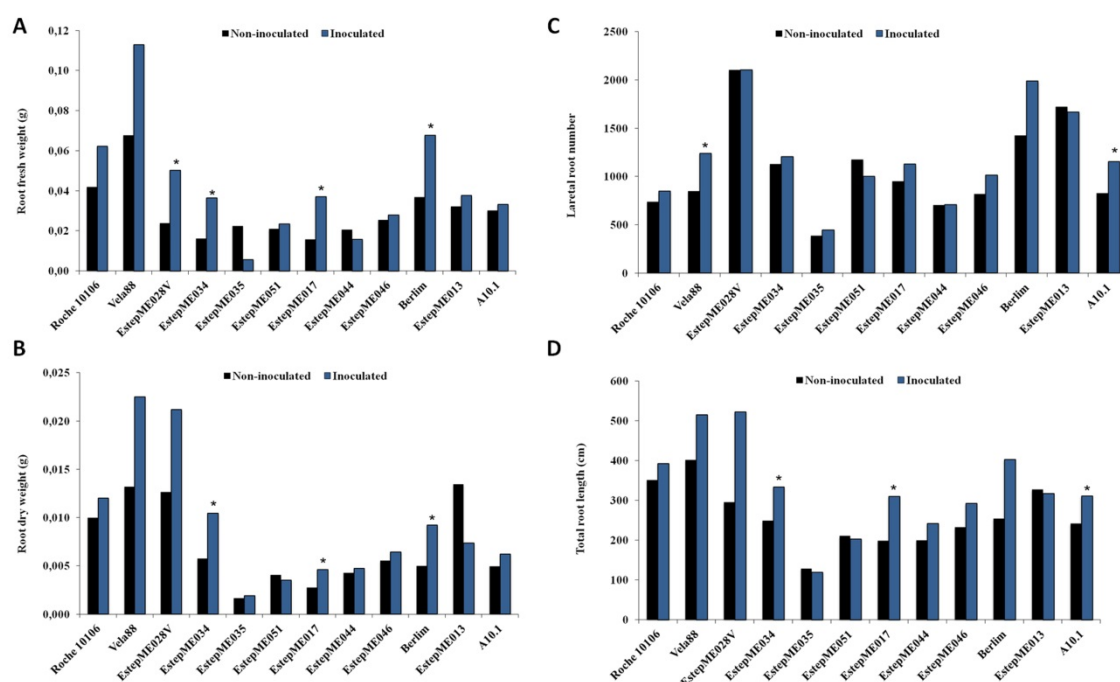 A
Non-inoculated Inoculated
Root fresh weight (g)
0,12
0,10
0,08
0,06
0,04
0,02
0,00
* * * *
Roche 10106
Vela88
EstepME028V
EstepME034
EstepME035
EstepME051
EstepME017
EstepME044
EstepME046
Berlim
EstepME013
A10.1
B
Non-inoculated Inoculated
Root dry weight (g)
0,025
0,020
0,015
0,010
0,005
0,000
* * *
Roche 10106
Vela88
EstepME028V
EstepME034
EstepME035
EstepME051
EstepME017
EstepME044
EstepME046
Berlim
EstepME013
A10.1
C
Non-inoculated Inoculated
Laretal root number
2500
2000
1500
1000
500
0
* *
Roche 10106
Vela88
EstepME028V
EstepME034
EstepME035
EstepME051
EstepME017
EstepME044
EstepME046
Berlim
EstepME013
A10.1
D
Non-inoculated Inoculated
Total root length (cm)
600
500
400
300
200
100
0
* * *
Roche 10106
Vela88
EstepME028V
EstepME034
EstepME035
EstepME051
EstepME017
EstepME044
EstepME046
Berlim
EstepME013
A10.1